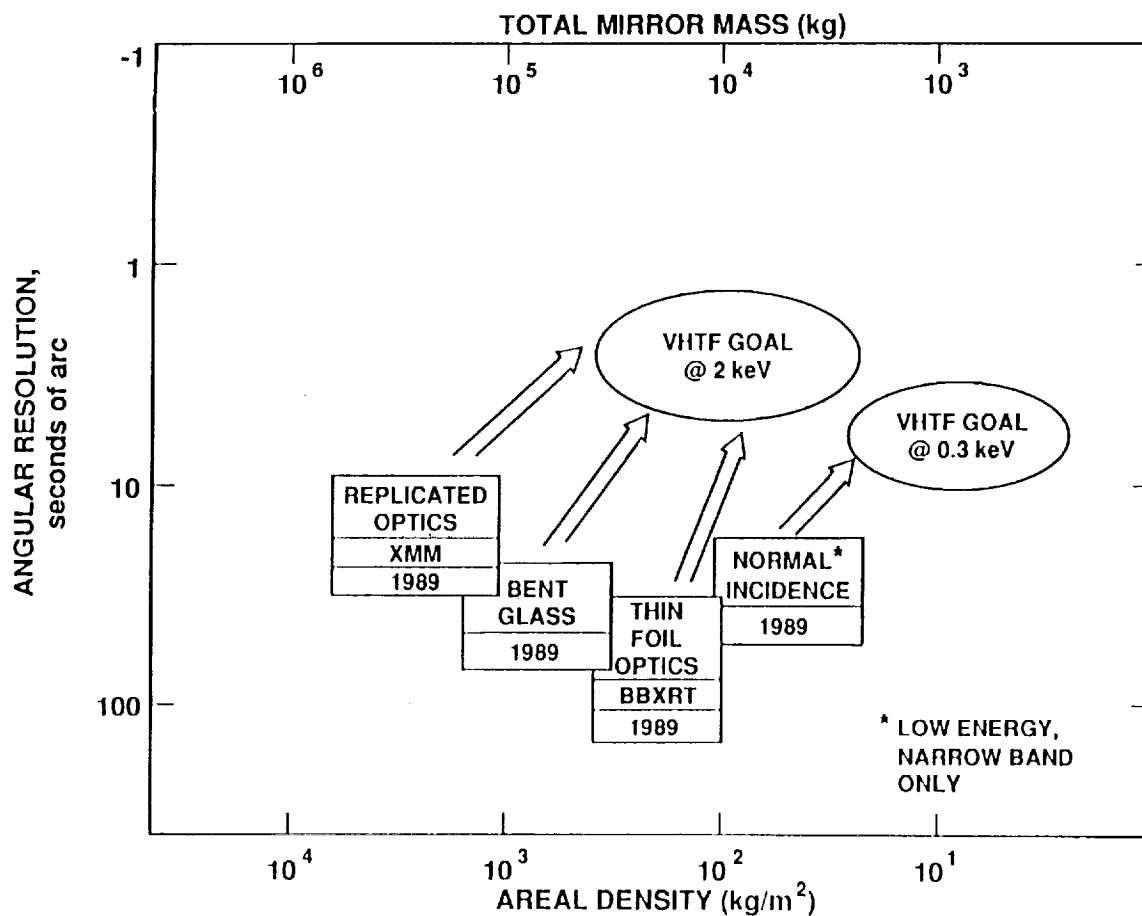 TOTAL MIRROR MASS (kg)
-1
10^6
10^5
10^4
10^3
1
10
100
ANGULAR RESOLUTION,
seconds of arc
VHTF GOAL
@ 2 keV
VHTF GOAL
@ 0.3 keV
REPLICATED
OPTICS
XMM
1989
BENT
GLASS
1989
THIN
FOIL
OPTICS
BBXRT
1989
NORMAL*
INCIDENCE
1989
* LOW ENERGY,
NARROW BAND
ONLY
10^4
10^3
10^2
10^1
AREAL DENSITY (kg/m^2)